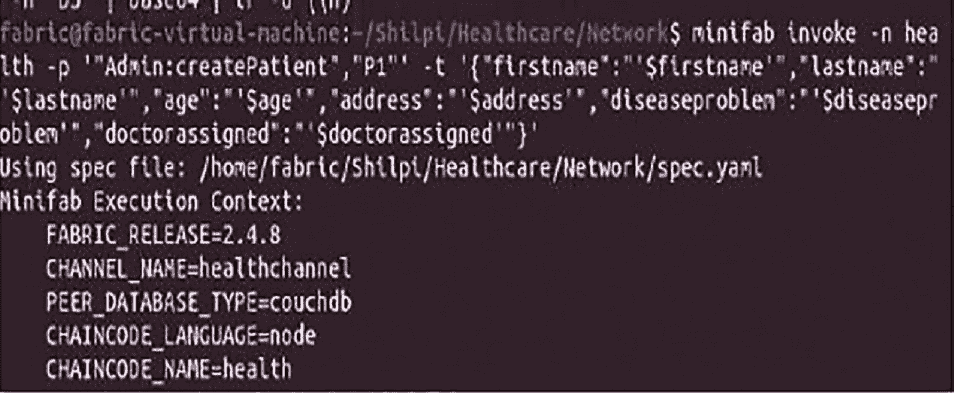 fabric@fabric-virtual-machine:~/Shilpi/Healthcare/Network$ minifab invoke -n hea
lth -p '"Admin:createPatient","P1"' -t '{"firstname":"'$firstname'","lastname":"
'$lastname'","age":"'$age'","address":"'$address'","diseaseproblem":"'$diseasepr
oblem'","doctorassigned":"'$doctorassigned'"}'
Using spec file: /home/fabric/Shilpi/Healthcare/Network/spec.yaml
Minifab Execution Context:
    FABRIC_RELEASE=2.4.8
    CHANNEL_NAME=healthchannel
    PEER_DATABASE_TYPE=couchdb
    CHAINCODE_LANGUAGE=node
    CHAINCODE_NAME=health